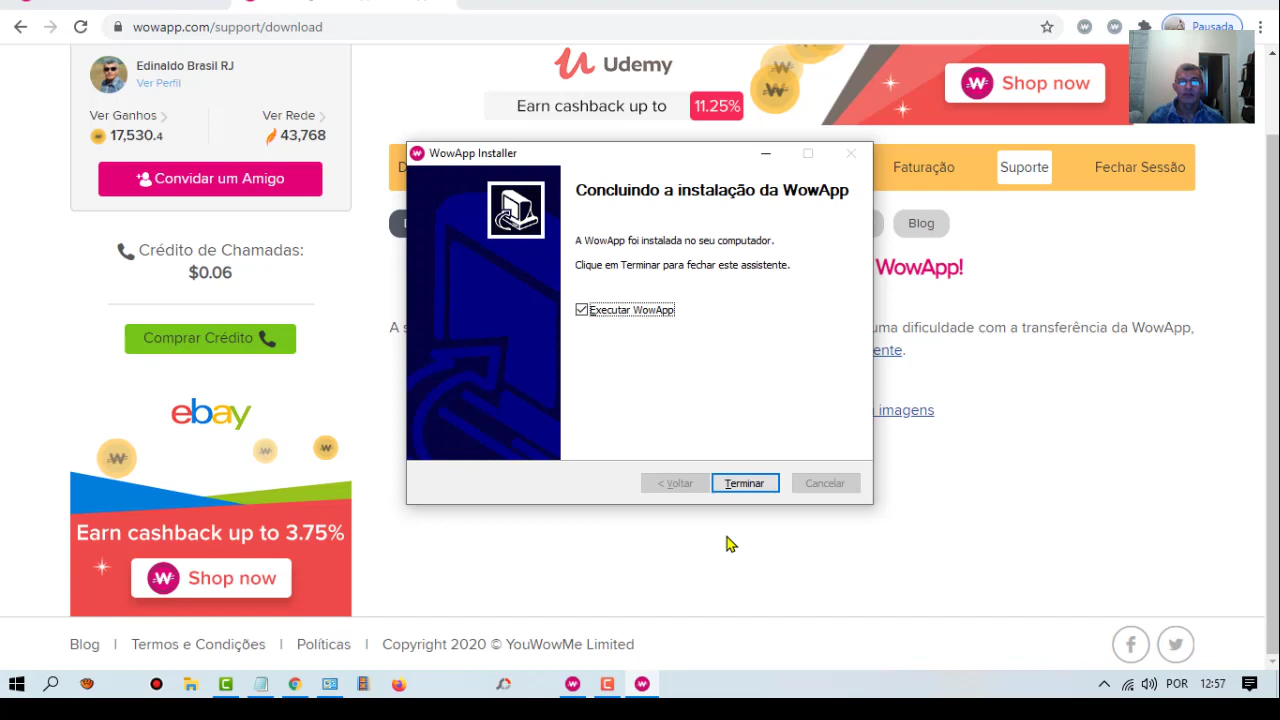 wowapp.com/support/download
Pausada
Edinaldo Brasil RJ
Ver Perfil
Ver Ganhos
17,530.4
Ver Rede
43,768
Convidar um Amigo
Crédito de Chamadas:
$0.06
Comprar Crédito
ebay
Earn cashback up to 3.75%
Shop now
Udemy
Earn cashback up to 11.25%
Shop now
Faturação
Suporte
Fechar Sessão
Blog
WowApp!
A s
uma dificuldade com a transferência da WowApp,
ente.
imagens
WowApp Installer
Concluindo a instalação da WowApp
A WowApp foi instalada no seu computador.
Clique em Terminar para fechar este assistente.
Executar WowApp
< Voltar
Terminar
Cancelar
Blog | Termos e Condições | Políticas | Copyright 2020 © YouWowMe Limited
POR
12:57